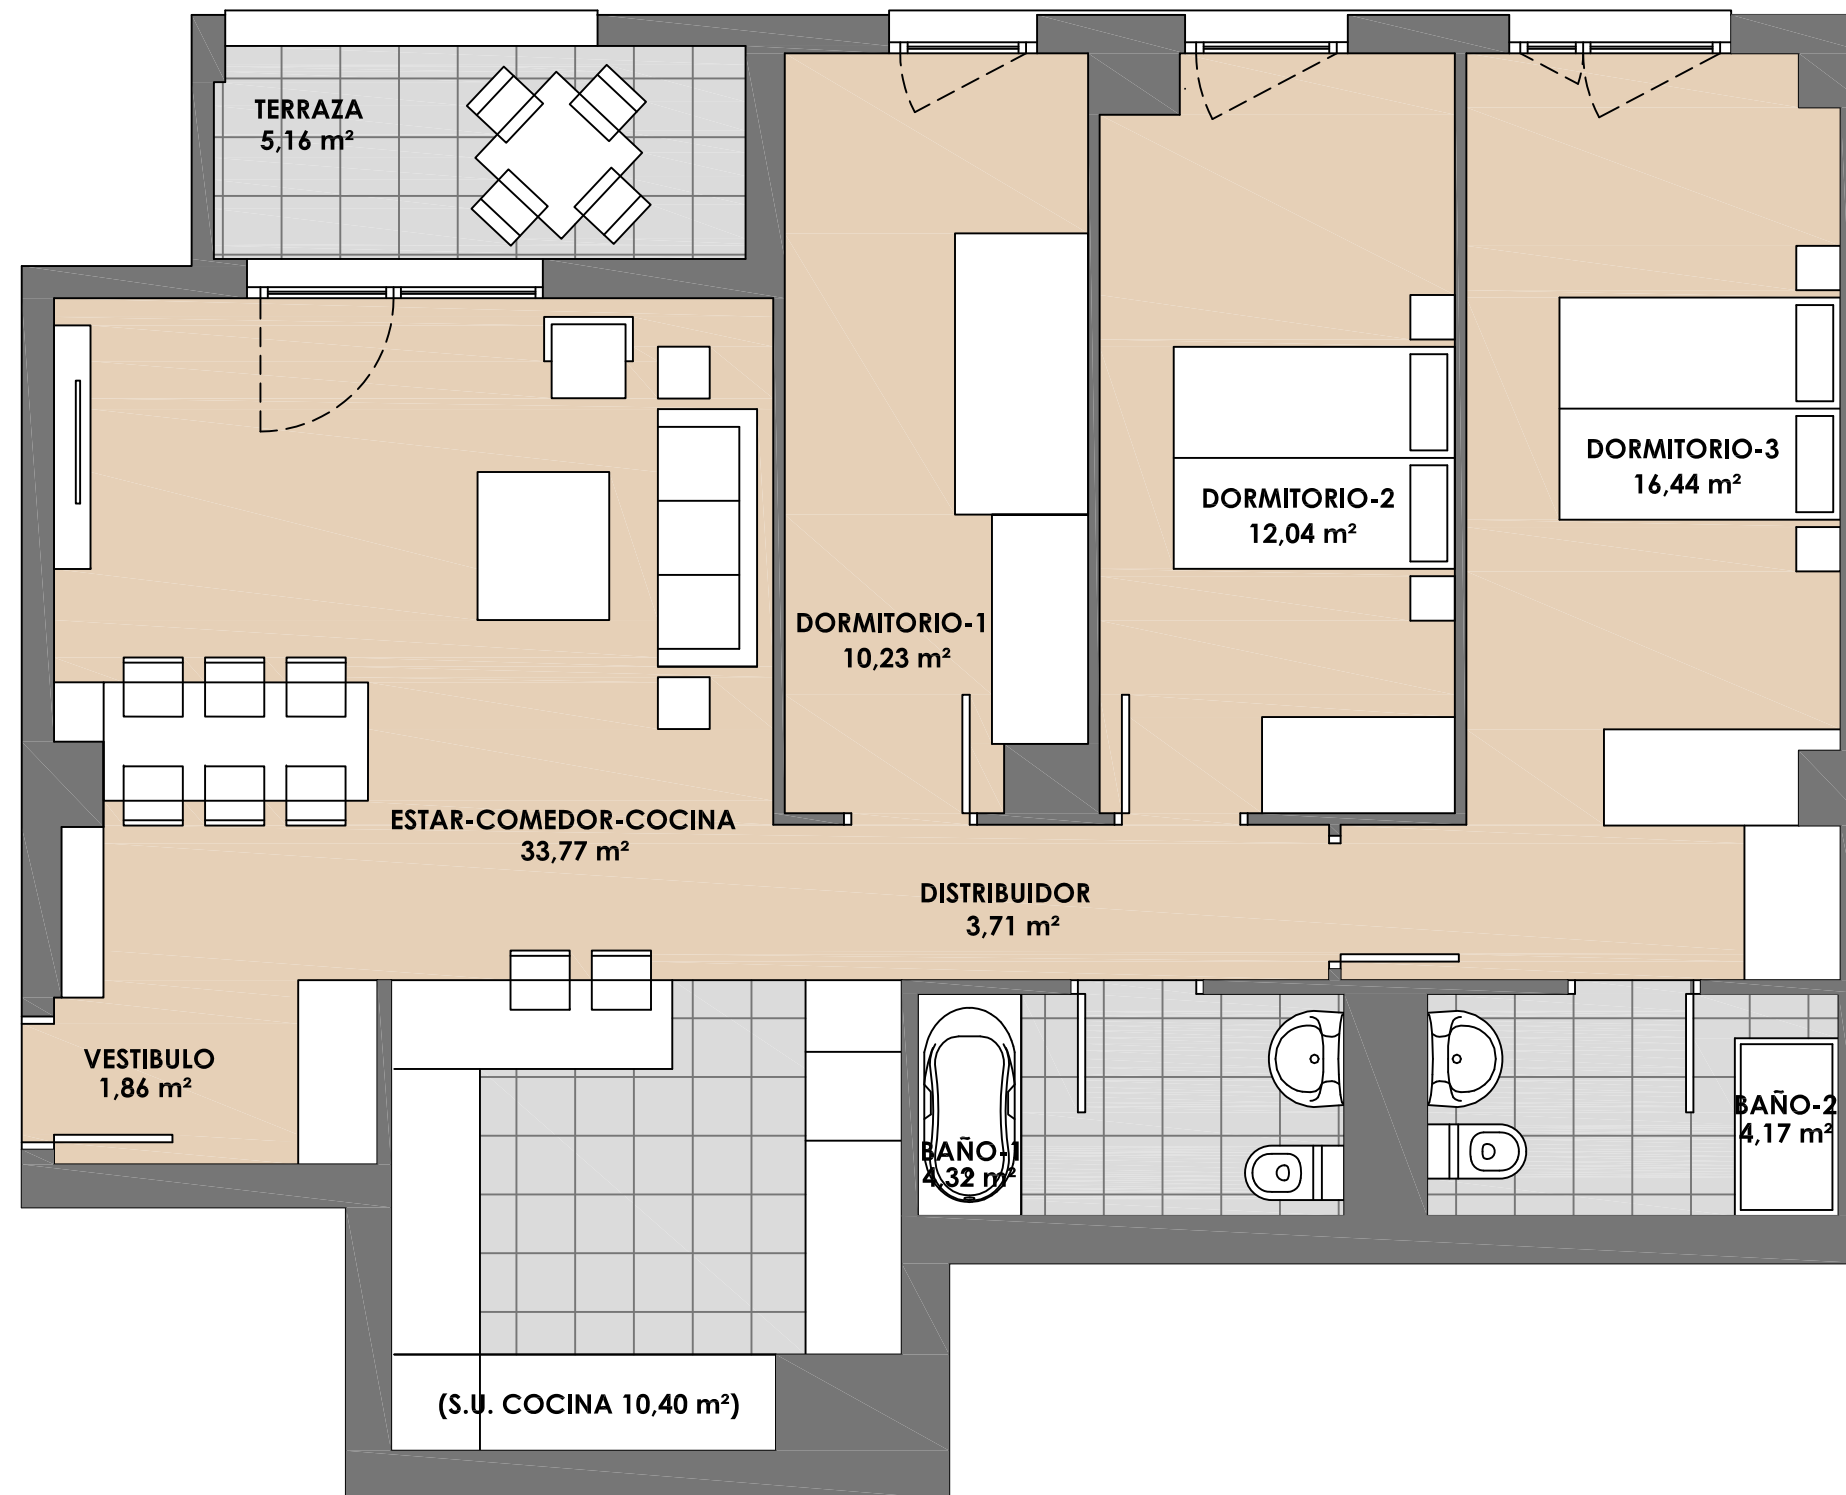 TERRAZA
5,16 m²
DORMITORIO-3
16,44 m²
DORMITORIO-2
12,04 m²
DORMITORIO-1
10,23 m²
ESTAR-COMEDOR-COCINA
33,77 m²
DISTRIBUIDOR
3,71 m²
VESTIBULO
1,86 m²
BAÑO-1
4,32 m²
BAÑO-2
4,17 m²
(S.U. COCINA 10,40 m²)